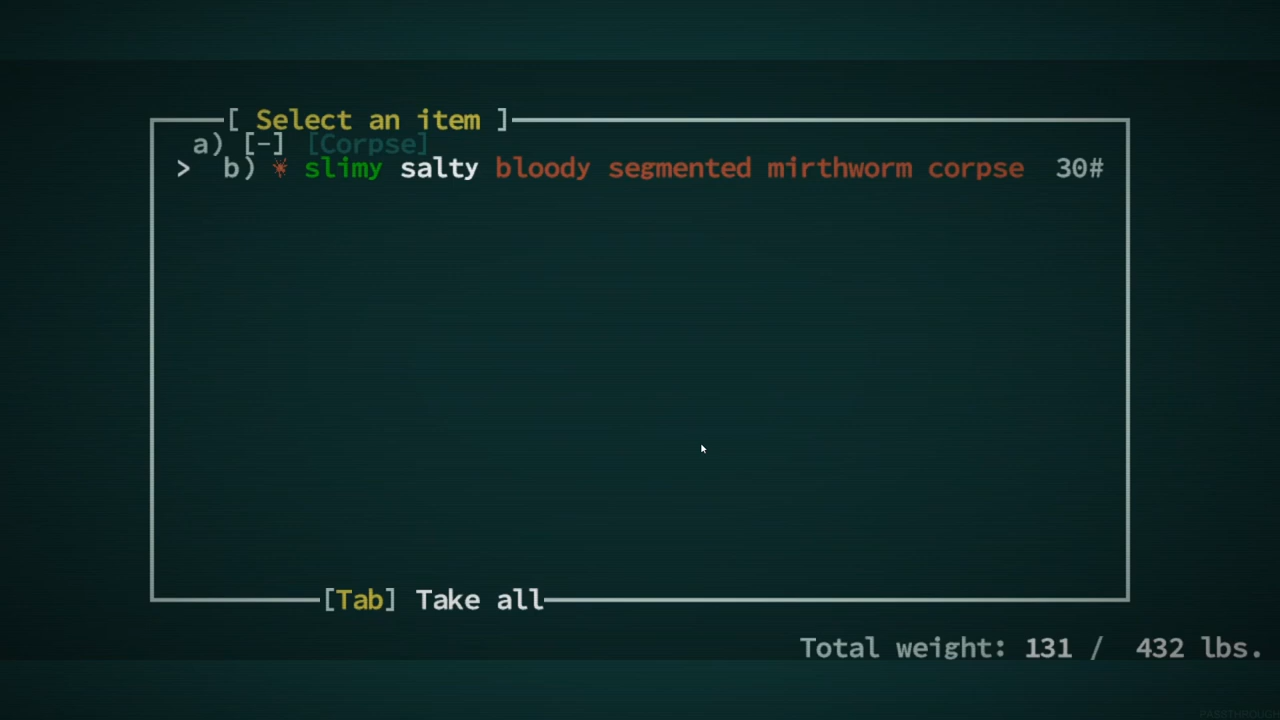 [ Select an item ]
a) [-] [Corpse]
> b) slimy salty bloody segmented mirthworm corpse 30#
[Tab] Take all
Total weight: 131 / 432 lbs.